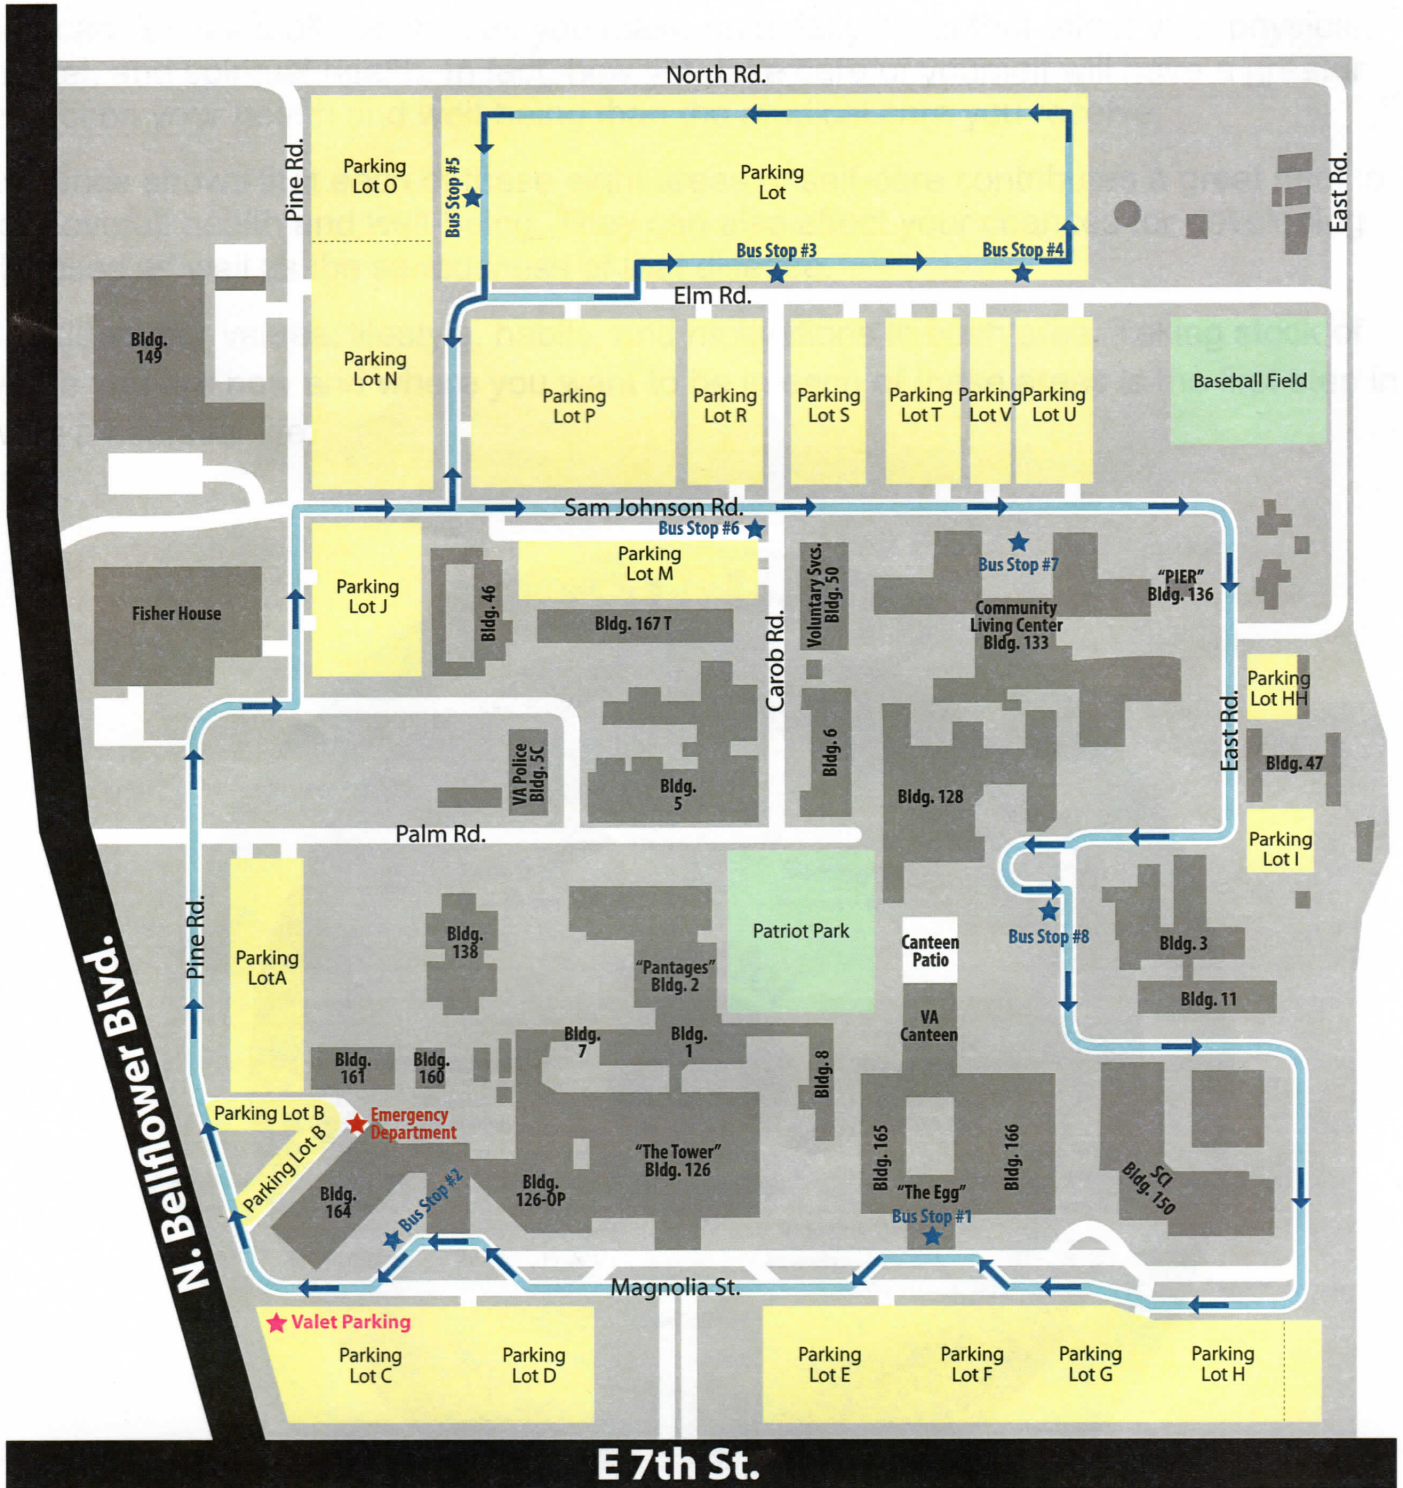 North Rd.
Pine Rd.
Parking
Lot O
Bus Stop #5
Parking
Lot
East Rd.
Bus Stop #3
Bus Stop #4
Elm Rd.
Bldg.
149
Parking
Lot N
Parking
Lot P
Parking
Lot R
Parking
Lot S
Parking
Lot T
Parking
Lot V
Parking
Lot U
Baseball Field
Sam Johnson Rd.
Bus Stop #6
Parking
Lot M
Bus Stop #7
Voluntary Svcs.
Bldg. 50
"PIER"
Bldg. 136
Fisher House
Parking
Lot J
Bldg. 46
Bldg. 167 T
Community
Living Center
Bldg. 133
Carob Rd.
Parking
Lot HH
East Rd.
VA Police
Bldg. 5C
Bldg.
5
Bldg. 6
Bldg. 128
Bldg. 47
Palm Rd.
Parking
Lot I
Pine Rd.
Parking
LotA
Bldg.
138
Patriot Park
"Pantages"
Bldg. 2
Canteen
Patio
Bus Stop #8
Bldg. 3
Bldg. 11
N. Bellflower Blvd.
VA
Canteen
Bldg.
161
Bldg.
160
Bldg.
7
Bldg.
1
Bldg. 8
Parking Lot B
Parking Lot B
Emergency
Department
"The Tower"
Bldg. 126
Bldg. 165
Bldg. 166
Bldg.
164
Bus Stop #2
Bldg.
126-OP
"The Egg"
Bus Stop #1
SCI
Bldg. 150
Magnolia St.
Valet Parking
Parking
Lot C
Parking
Lot D
Parking
Lot E
Parking
Lot F
Parking
Lot G
Parking
Lot H
E 7th St.